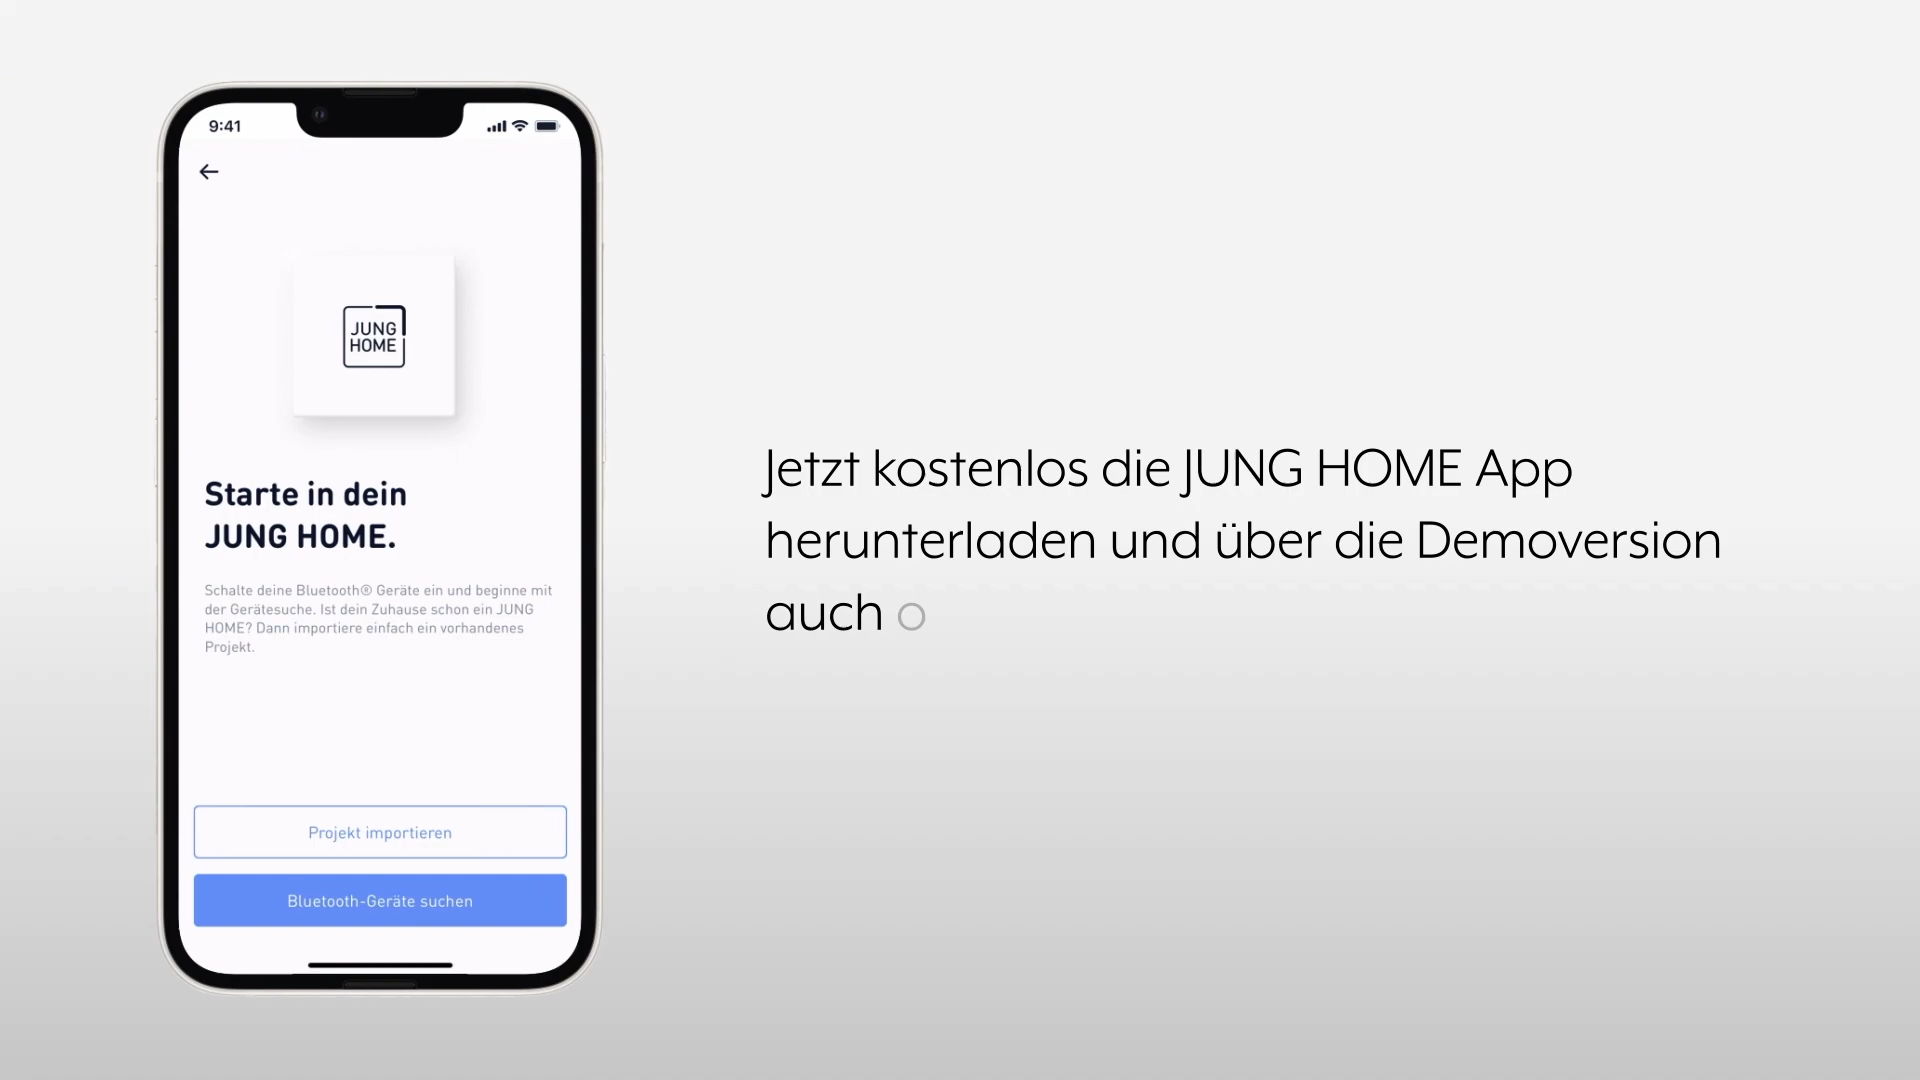 9:41
JUNG
HOME
Starte in dein
JUNG HOME.
Schalte deine Bluetooth® Geräte ein und beginne mit
der Gerätesuche. Ist dein Zuhause schon ein JUNG
HOME? Dann importiere einfach ein vorhandenes
Projekt.
Projekt importieren
Bluetooth-Geräte suchen
Jetzt kostenlos die JUNG HOME App
herunterladen und über die Demoversion
auch o